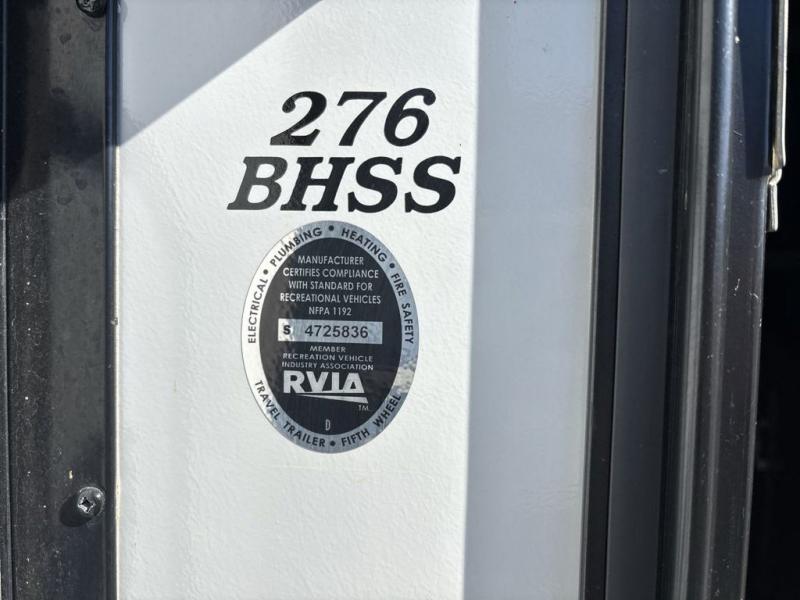 276
BHSS
ELECTRICAL • PLUMBING • HEATING • FIRE SAFETY
MANUFACTURER
CERTIFIES COMPLIANCE
WITH STANDARD FOR
RECREATIONAL VEHICLES
NFPA 1192
S 4725836
MEMBER
RECREATION VEHICLE
INDUSTRY ASSOCIATION
RVIA
TM.
D
TRAVEL TRAILER • FIFTH WHEEL